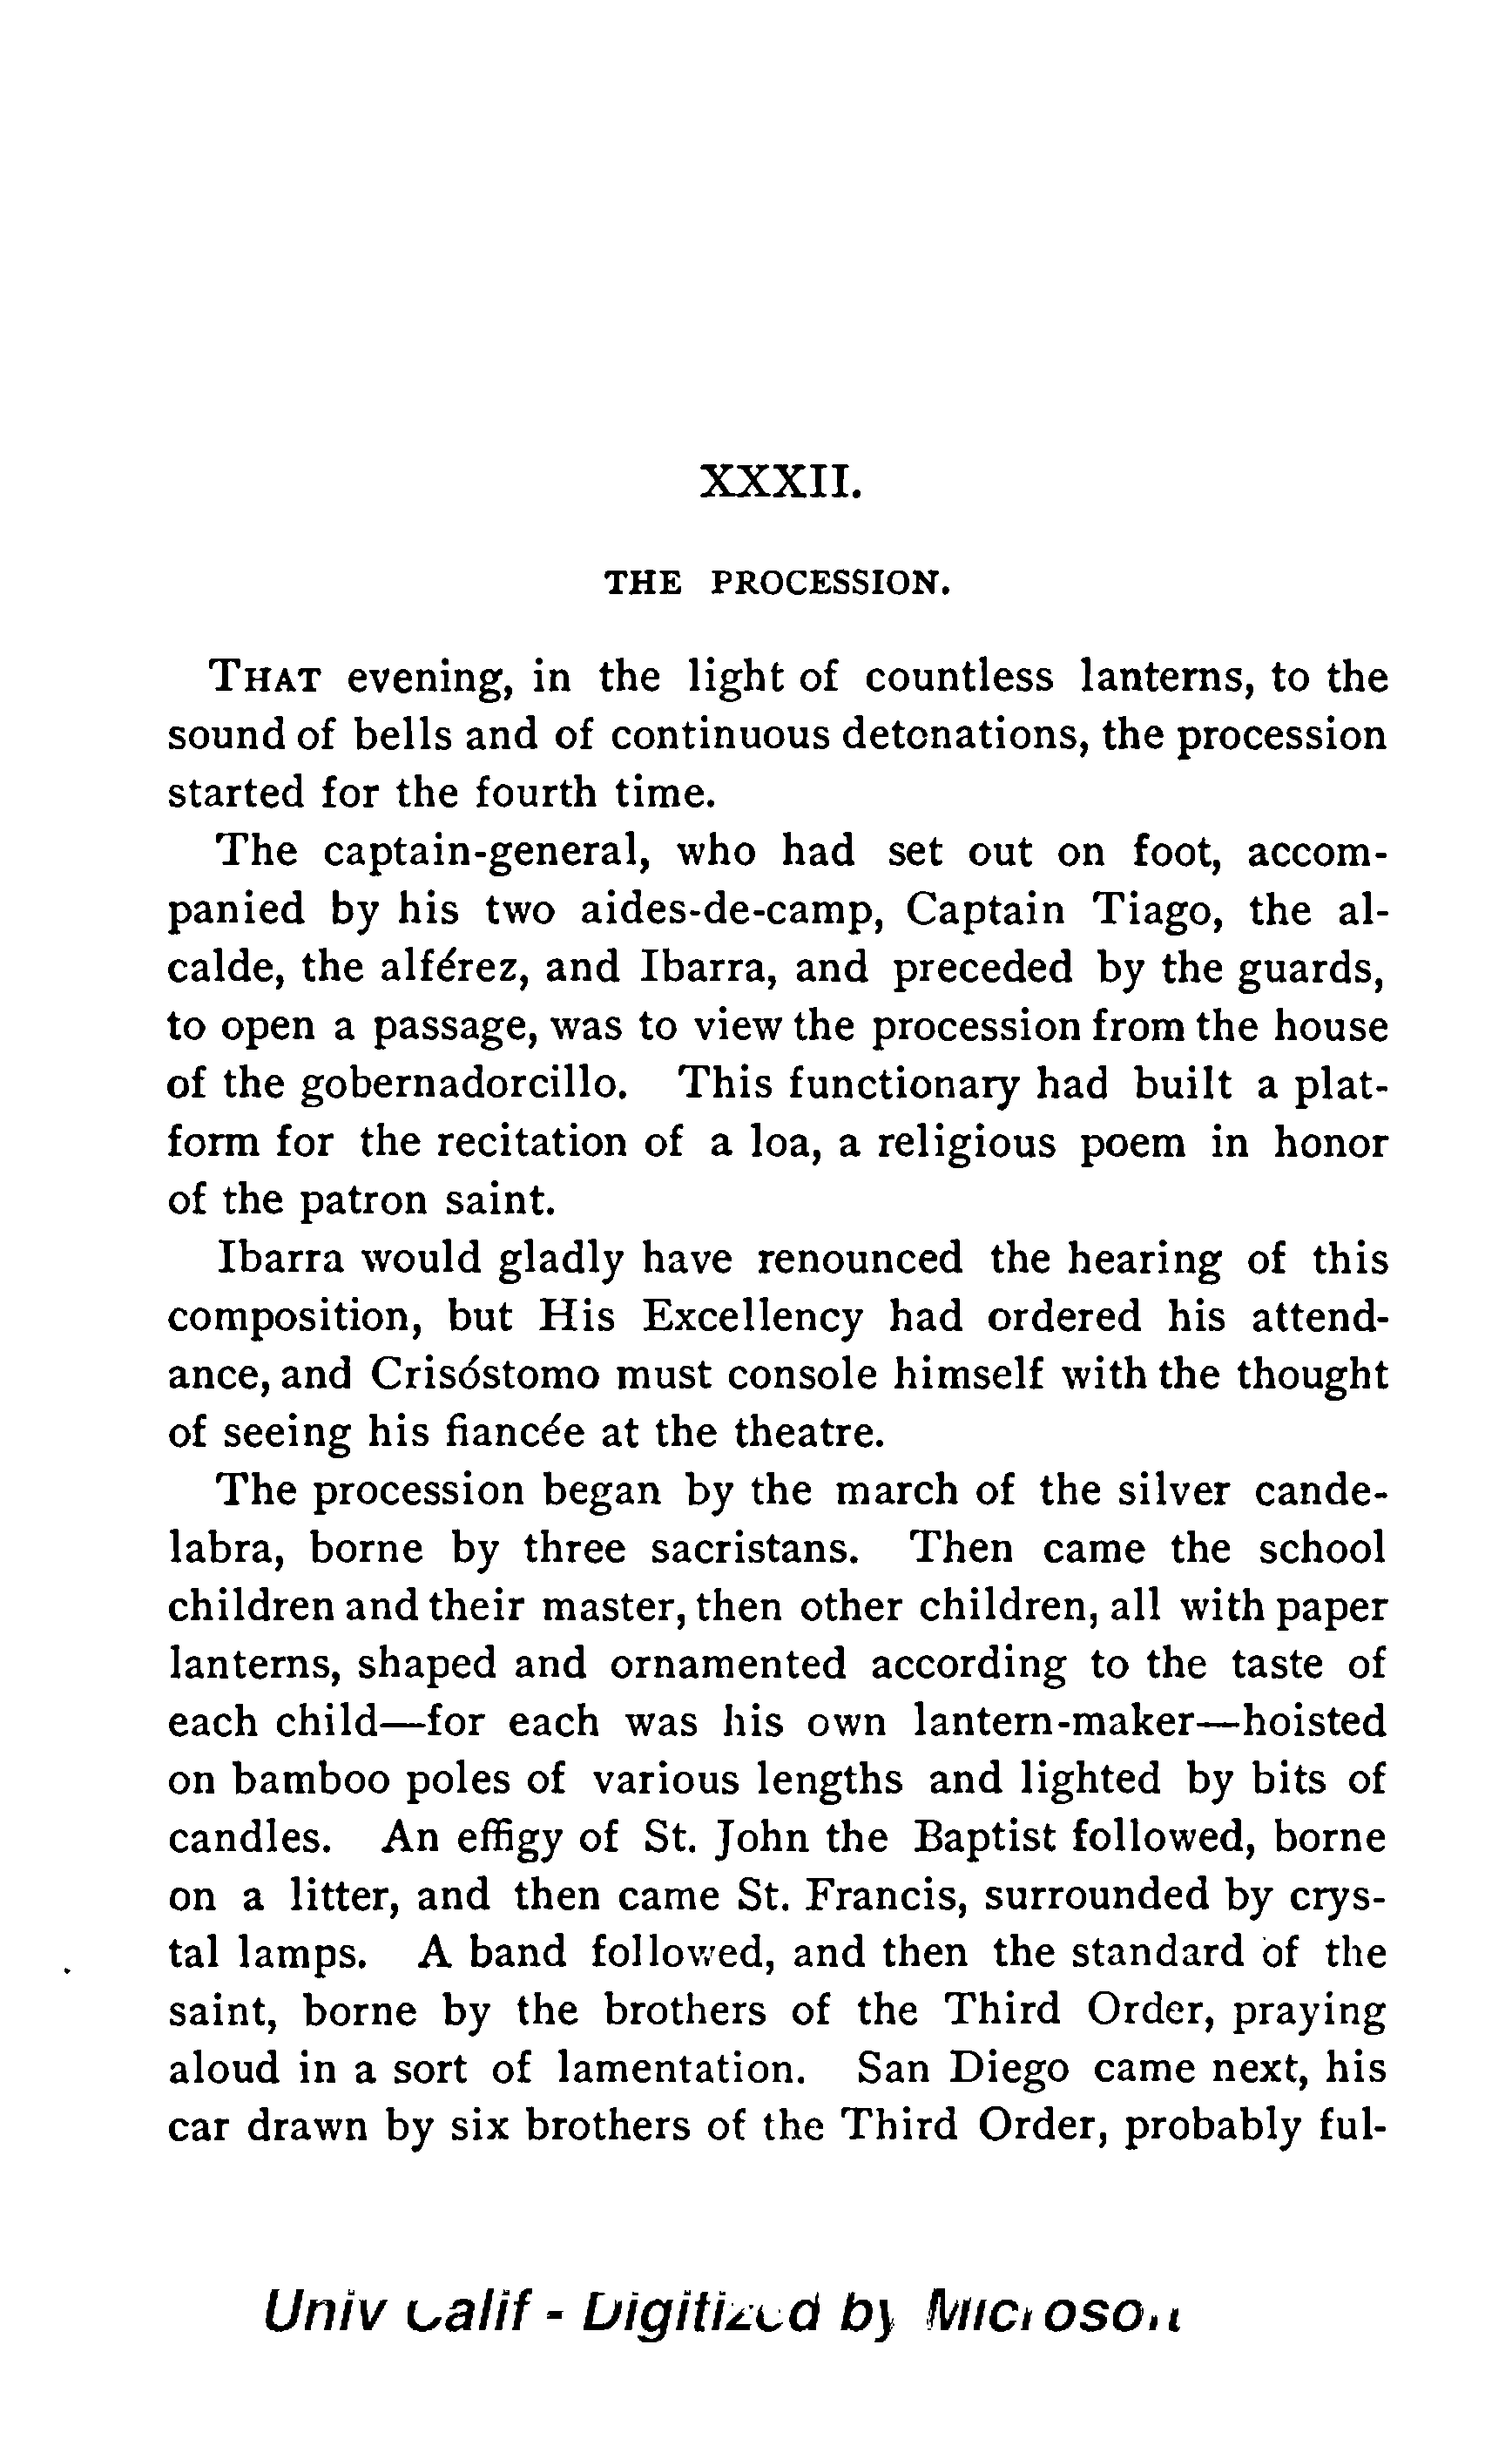 XXXII.
THE PROCESSION.
THAT evening, in the light of countless lanterns, to the
sound of bells and of continuous detonations, the procession
started for the fourth time.
The captain-general, who had set out on foot, accom-
panied by his two aides-de-camp, Captain Tiago, the al-
calde, the alférez, and Ibarra, and preceded by the guards,
to open a passage, was to view the procession from the house
of the gobernadorcillo. This functionary had built a plat-
form for the recitation of a loa, a religious poem in honor
of the patron saint.
Ibarra would gladly have renounced the hearing of this
composition, but His Excellency had ordered his attend-
ance, and Crisóstomo must console himself with the thought
of seeing his fiancée at the theatre.
The procession began by the march of the silver cande-
labra, borne by three sacristans. Then came the school
children and their master, then other children, all with paper
lanterns, shaped and ornamented according to the taste of
each child—for each was his own lantern-maker—hoisted
on bamboo poles of various lengths and lighted by bits of
candles. An effigy of St. John the Baptist followed, borne
on a litter, and then came St. Francis, surrounded by crys-
tal lamps. A band followed, and then the standard of the
saint, borne by the brothers of the Third Order, praying
aloud in a sort of lamentation. San Diego came next, his
car drawn by six brothers of the Third Order, probably ful-
Univ Calif - Digitized by Microsoft